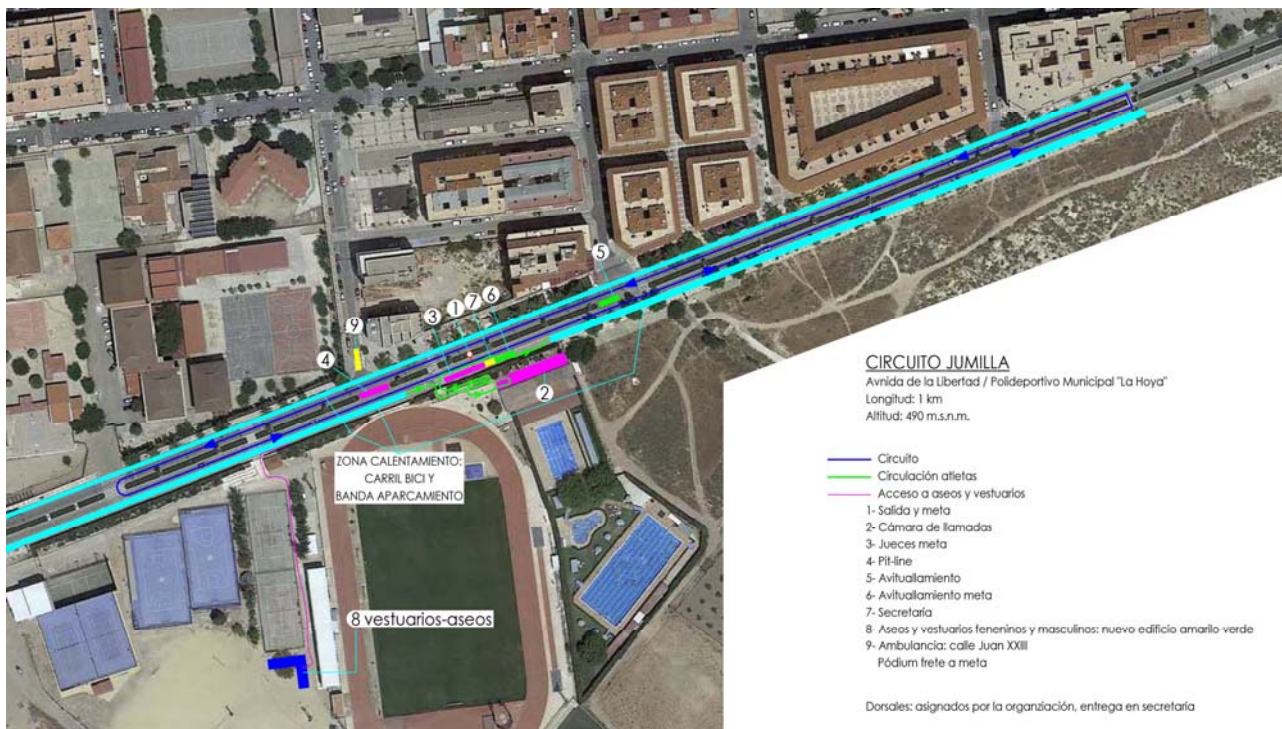 5
6
7
1
3
9
4
2
ZONA CALENTAMIENTO:
CARRIL BICI Y
BANDA APARCAMIENTO
8 vestuarios-aseos
CIRCUITO JUMILLA
Avnida de la Libertad / Polideportivo Municipal "La Hoya"
Longitud: 1 km
Altitud: 490 m.s.n.m.
Circuito
Circulación atletas
Acceso a aseos y vestuarios
1- Salida y meta
2- Cámara de llamadas
3- Jueces meta
4- Pit-line
5- Avituallamiento
6- Avituallamiento meta
7- Secretaría
8- Aseos y vestuarios feneninos y masculinos: nuevo edificio amarilo-verde
9- Ambulancia: calle Juan XXIII
Pódium frete a meta
Dorsales: asignados por la organziación, entrega en secretaría